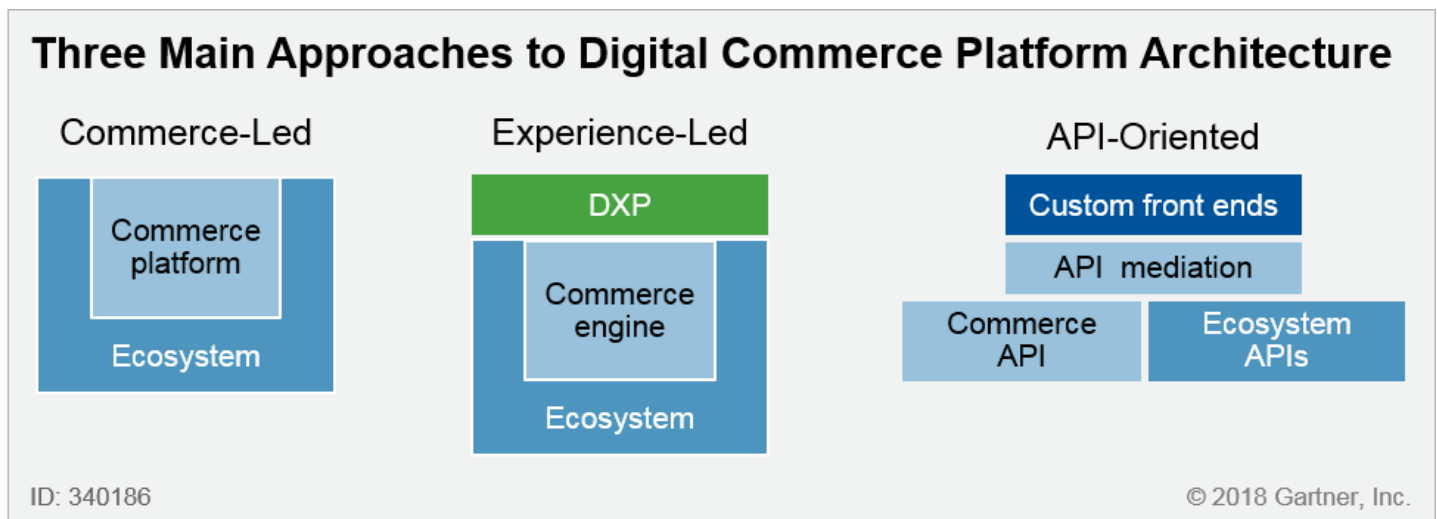 Three Main Approaches to Digital Commerce Platform Architecture
Commerce-Led
Commerce
platform
Ecosystem
Experience-Led
DXP
Commerce
engine
Ecosystem
API-Oriented
Custom front ends
API mediation
Commerce
API
Ecosystem
APIs
ID: 340186
© 2018 Gartner, Inc.